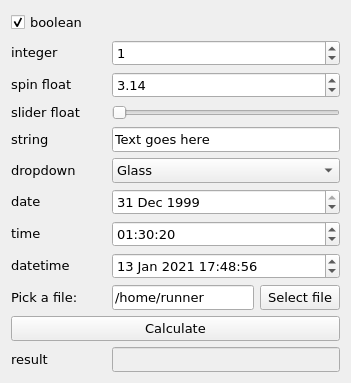 boolean
integer 1
spin float 3.14
slider float
string Text goes here
dropdown Glass
date 31 Dec 1999
time 01:30:20
datetime 13 Jan 2021 17:48:56
Pick a file: /home/runner Select file
Calculate
result